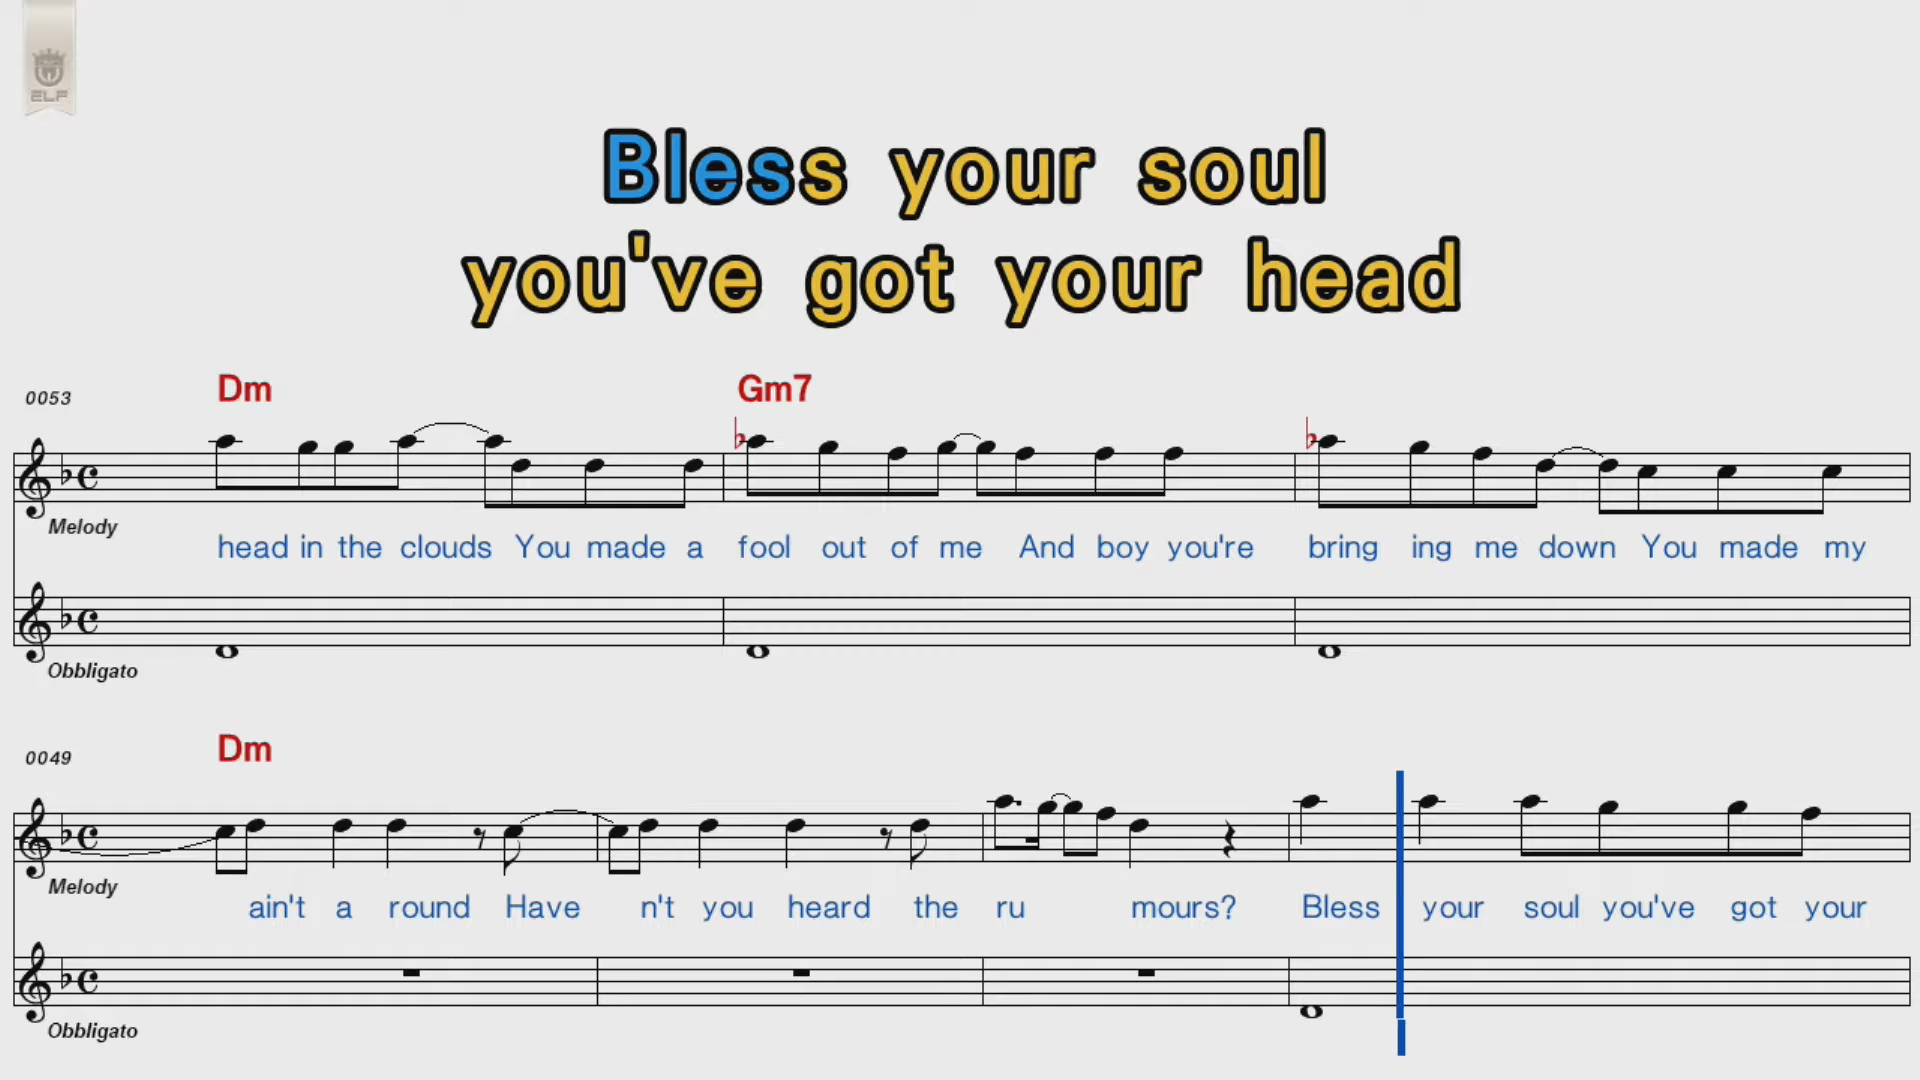 ELF
Bless your soul
you've got your head
0053 Dm Gm7
Melody
head in the clouds You made a fool out of me And boy you're bring ing me down You made my
Obbligato
0049 Dm
Melody
ain't a round Have n't you heard the ru mours? Bless your soul you've got your
Obbligato